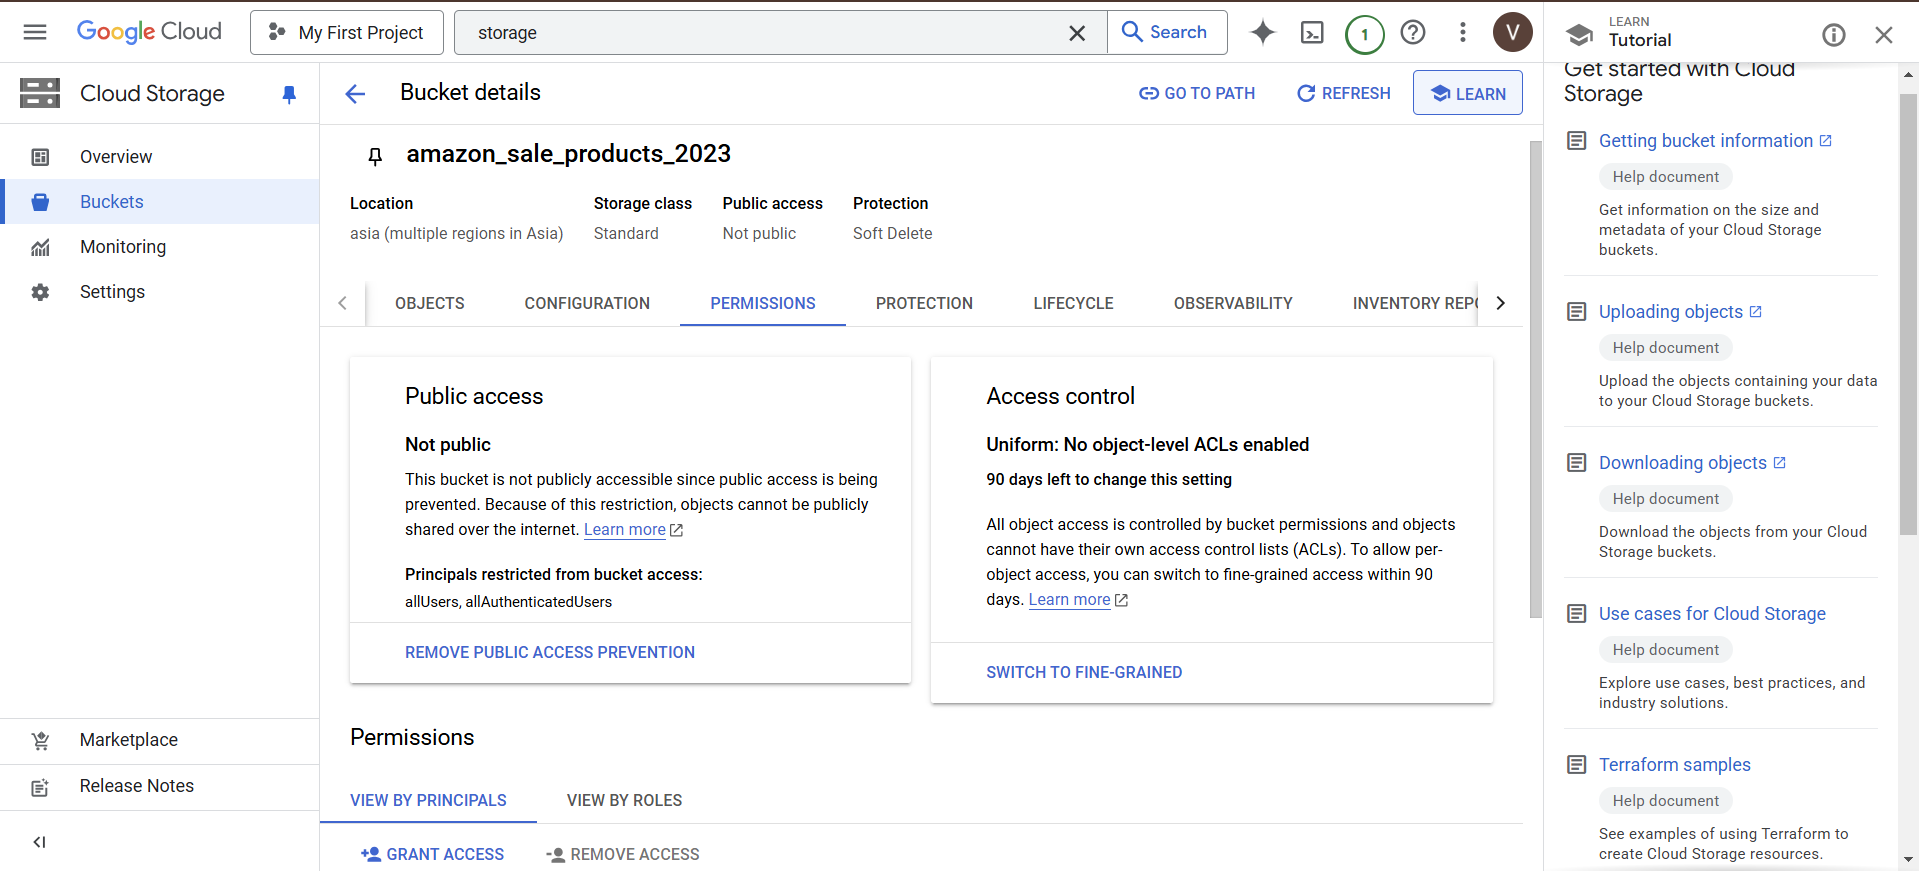 Google Cloud
My First Project
storage
Search
1
V
LEARN
Tutorial
Cloud Storage
Overview
Buckets
Monitoring
Settings
Marketplace
Release Notes
Bucket details
GO TO PATH
REFRESH
LEARN
amazon_sale_products_2023
Location Storage class Public access Protection
asia (multiple regions in Asia) Standard Not public Soft Delete
OBJECTS CONFIGURATION PERMISSIONS PROTECTION LIFECYCLE OBSERVABILITY INVENTORY REPO
Public access
Not public
This bucket is not publicly accessible since public access is being
prevented. Because of this restriction, objects cannot be publicly
shared over the internet. Learn more
Principals restricted from bucket access:
allUsers, allAuthenticatedUsers
REMOVE PUBLIC ACCESS PREVENTION
Access control
Uniform: No object-level ACLs enabled
90 days left to change this setting
All object access is controlled by bucket permissions and objects
cannot have their own access control lists (ACLs). To allow per-
object access, you can switch to fine-grained access within 90
days. Learn more
SWITCH TO FINE-GRAINED
Permissions
VIEW BY PRINCIPALS VIEW BY ROLES
GRANT ACCESS REMOVE ACCESS
Get started with Cloud
Storage
Getting bucket information
Help document
Get information on the size and
metadata of your Cloud Storage
buckets.
Uploading objects
Help document
Upload the objects containing your data
to your Cloud Storage buckets.
Downloading objects
Help document
Download the objects from your Cloud
Storage buckets.
Use cases for Cloud Storage
Help document
Explore use cases, best practices, and
industry solutions.
Terraform samples
Help document
See examples of using Terraform to
create Cloud Storage resources.